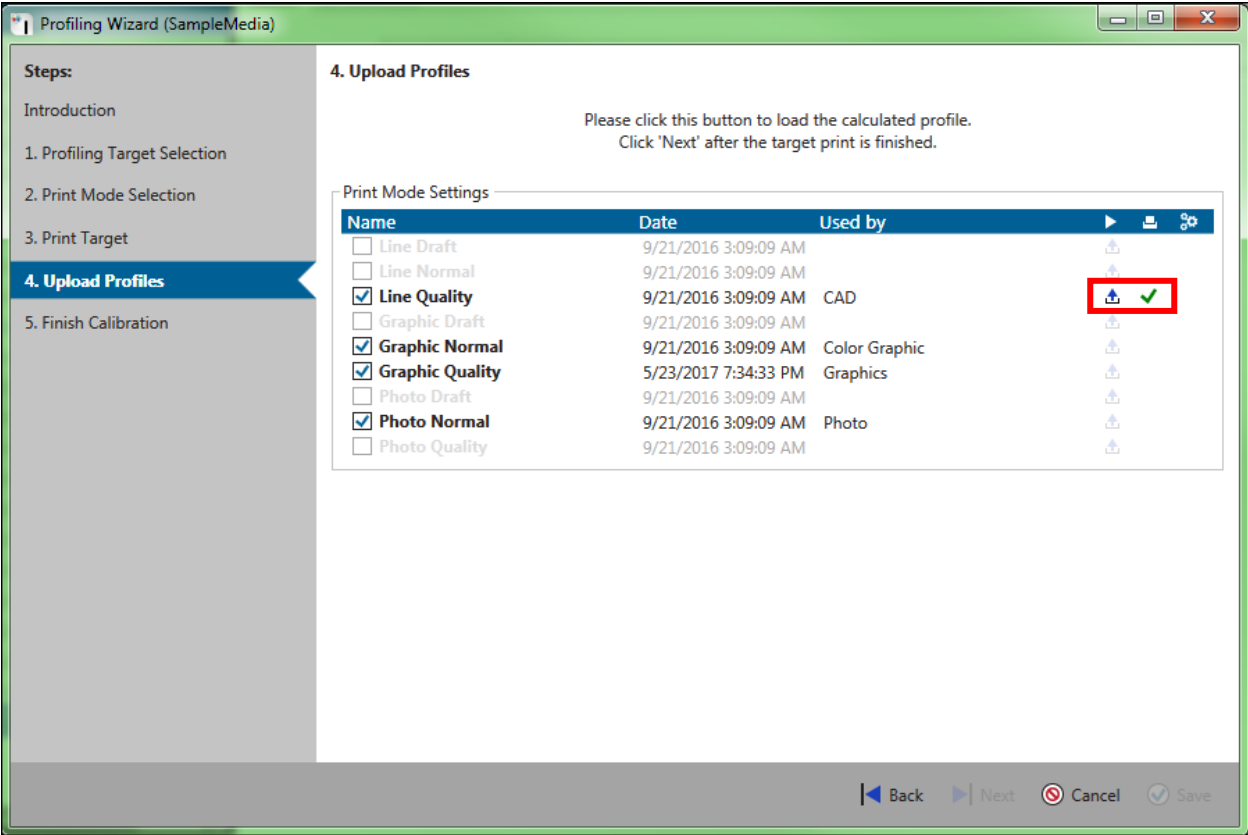 Profiling Wizard (SampleMedia)
Steps:
Introduction
1. Profiling Target Selection
2. Print Mode Selection
3. Print Target
4. Upload Profiles
5. Finish Calibration
4. Upload Profiles
Please click this button to load the calculated profile.
Click 'Next' after the target print is finished.
Print Mode Settings
Name Date Used by
Line Draft 9/21/2016 3:09:09 AM
Line Normal 9/21/2016 3:09:09 AM
Line Quality 9/21/2016 3:09:09 AM CAD
Graphic Draft 9/21/2016 3:09:09 AM
Graphic Normal 9/21/2016 3:09:09 AM Color Graphic
Graphic Quality 5/23/2017 7:34:33 PM Graphics
Photo Draft 9/21/2016 3:09:09 AM
Photo Normal 9/21/2016 3:09:09 AM Photo
Photo Quality 9/21/2016 3:09:09 AM
Back Next Cancel Save